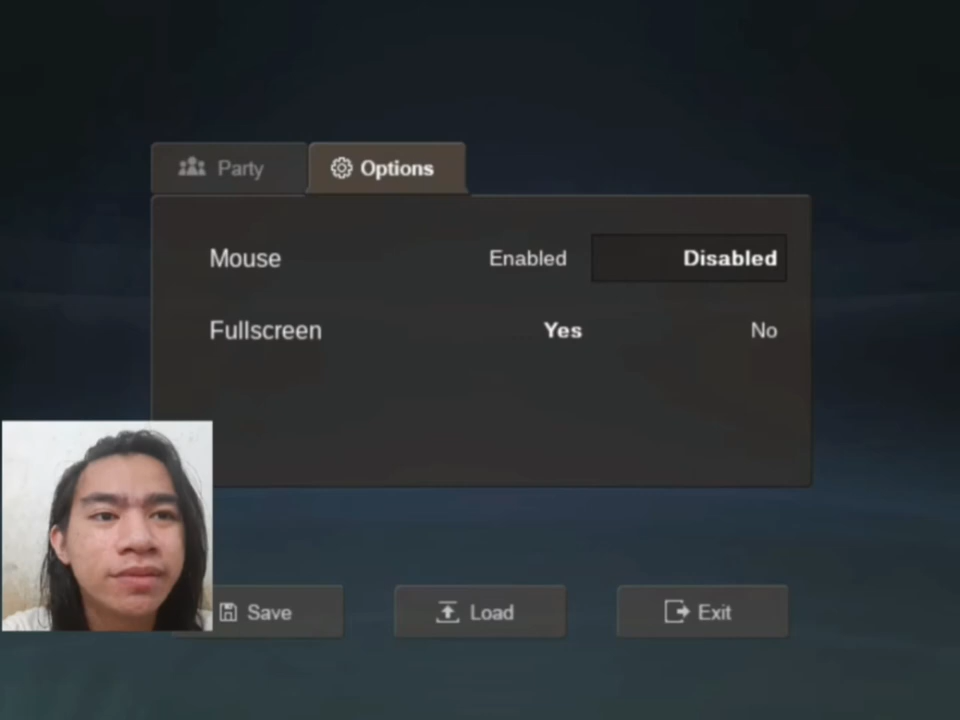 Party Options
Mouse Enabled Disabled
Fullscreen Yes No
Save Load Exit